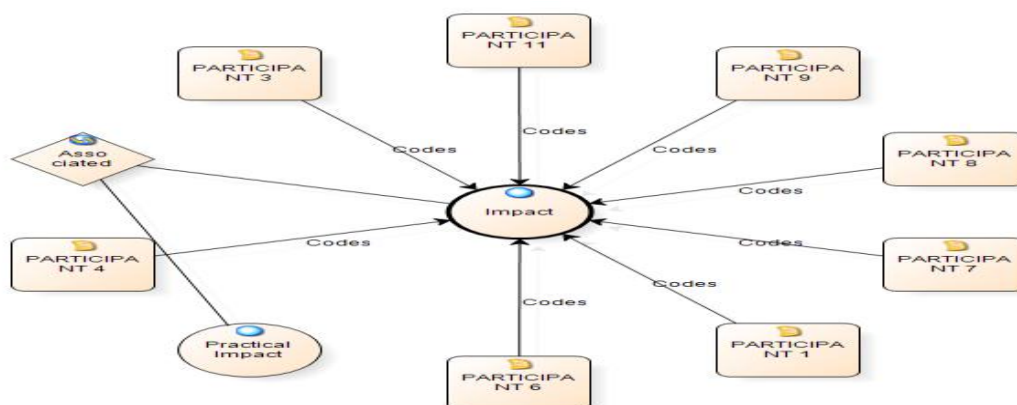 PARTICIPA
NT 11
PARTICIPA
NT 3
PARTICIPA
NT 9
Codes
Codes
Codes
Asso
ciated
PARTICIPA
NT 8
Codes
Impact
Codes
Codes
PARTICIPA
NT 4
PARTICIPA
NT 7
Codes
Codes
Practical
Impact
PARTICIPA
NT 1
PARTICIPA
NT 6